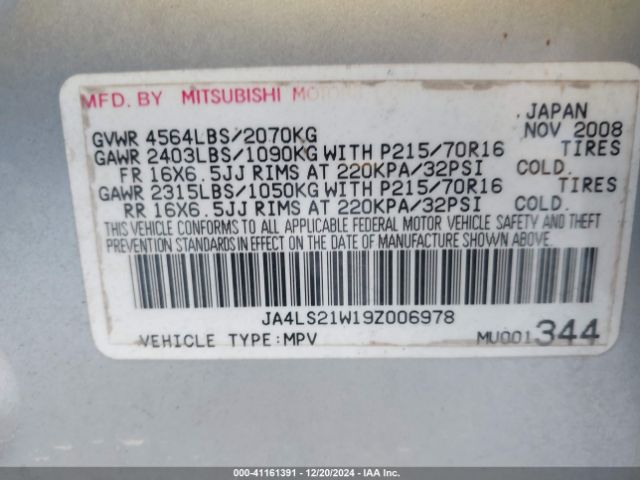 MFD. BY MITSUBISHI MOTORS
JAPAN
GVWR 4564LBS/2070KG NOV 2008
GAWR 2403LBS/1090KG WITH P215/70R16 TIRES
FR 16X6.5JJ RIMS AT 220KPA/32PSI COLD.
GAWR 2315LBS/1050KG WITH P215/70R16 TIRES
RR 16X6.5JJ RIMS AT 220KPA/32PSI COLD.
THIS VEHICLE CONFORMS TO ALL APPLICABLE FEDERAL MOTOR VEHICLE SAFETY AND THEFT
PREVENTION STANDARDS IN EFFECT ON THE DATE OF MANUFACTURE SHOWN ABOVE.
JA4LS21W19Z006978
VEHICLE TYPE:MPV MU001344
000-41161391 - 12/20/2024 - IAAI.COM